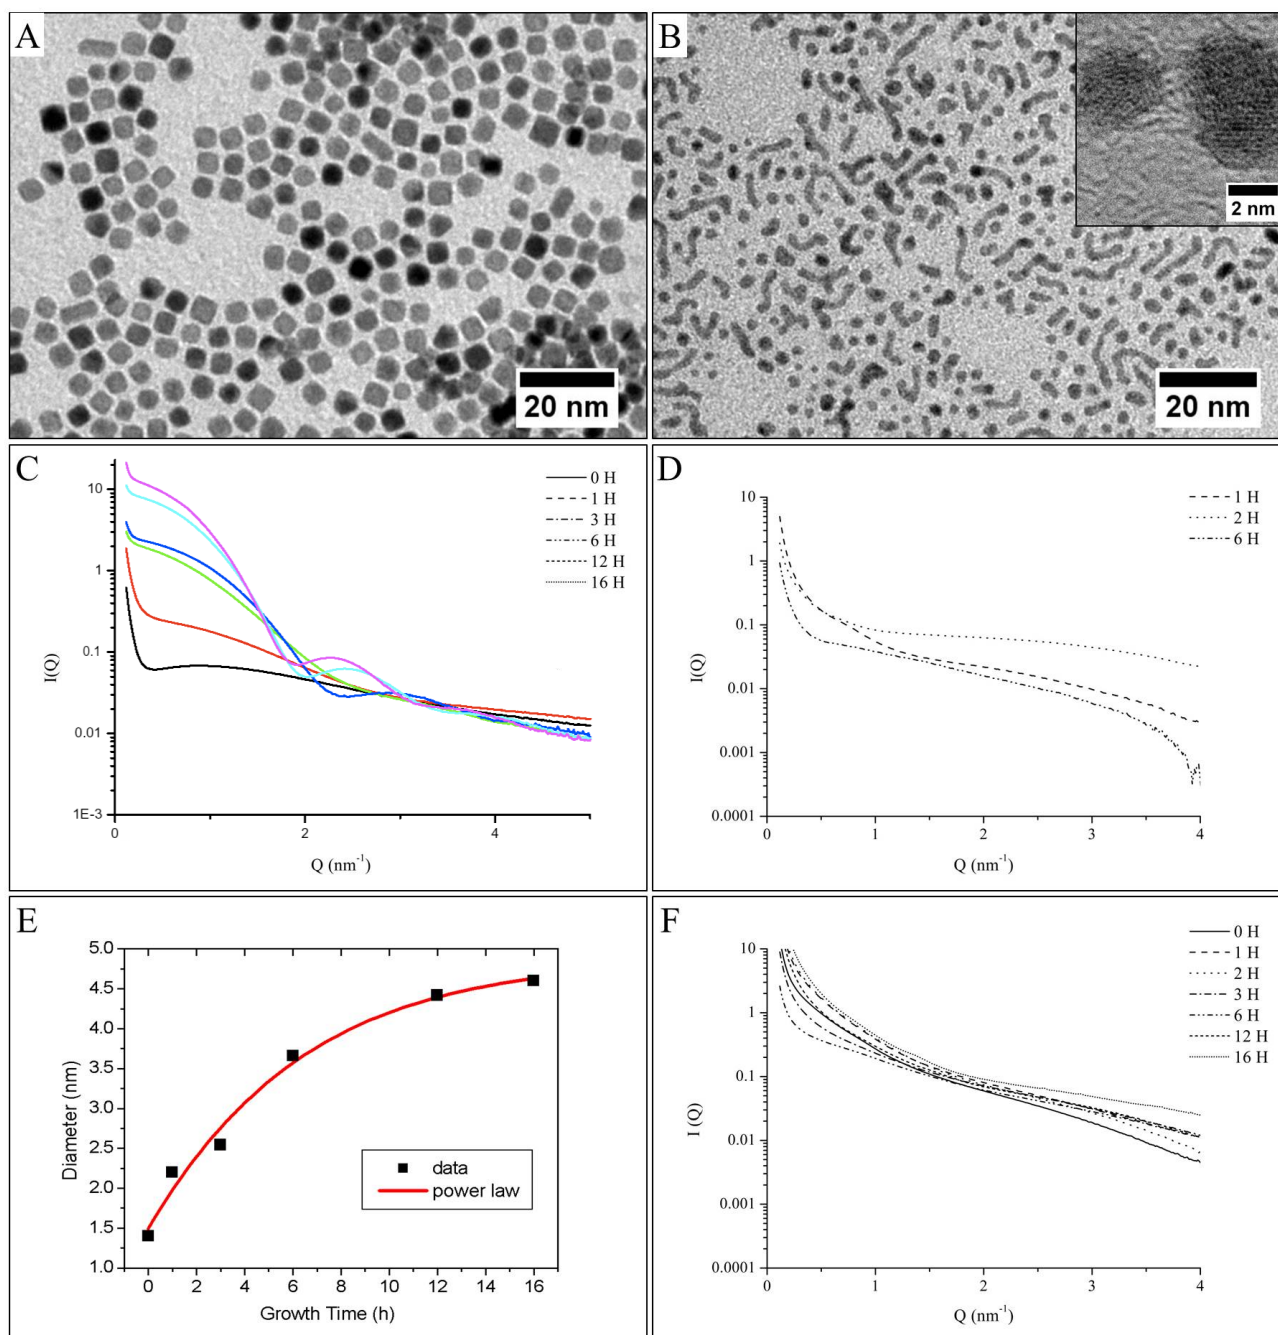 A
20 nm
B
2 nm
20 nm
C
0 H
1 H
3 H
6 H
12 H
16 H
10
1
0.1
0.01
1E-3
0
2
4
I(Q)
Q (nm⁻¹)
D
1 H
2 H
6 H
10
1
0.1
0.01
0.001
0.0001
0
1
2
3
4
I(Q)
Q (nm⁻¹)
E
5.0
4.5
4.0
3.5
3.0
2.5
2.0
1.5
1.0
Diameter (nm)
data
power law
0 2 4 6 8 10 12 14 16
Growth Time (h)
F
0 H
1 H
2 H
3 H
6 H
12 H
16 H
10
1
0.1
0.01
0.001
0.0001
0
1
2
3
4
I (Q)
Q (nm⁻¹)